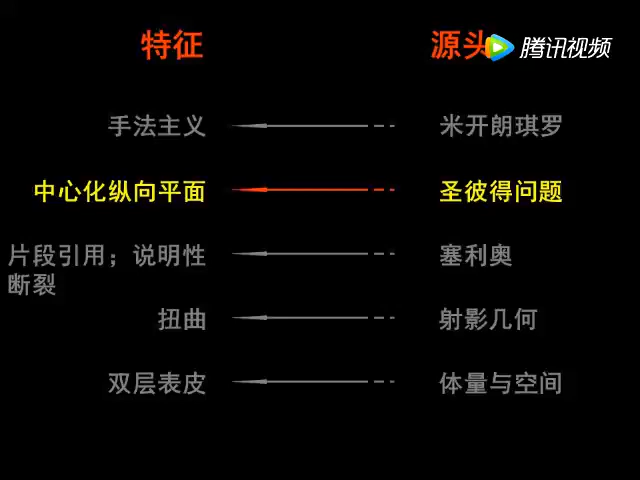 特征 源头
腾讯视频
手法主义 米开朗琪罗
中心化纵向平面 圣彼得问题
片段引用；说明性 塞利奥
断裂
扭曲 射影几何
双层表皮 体量与空间